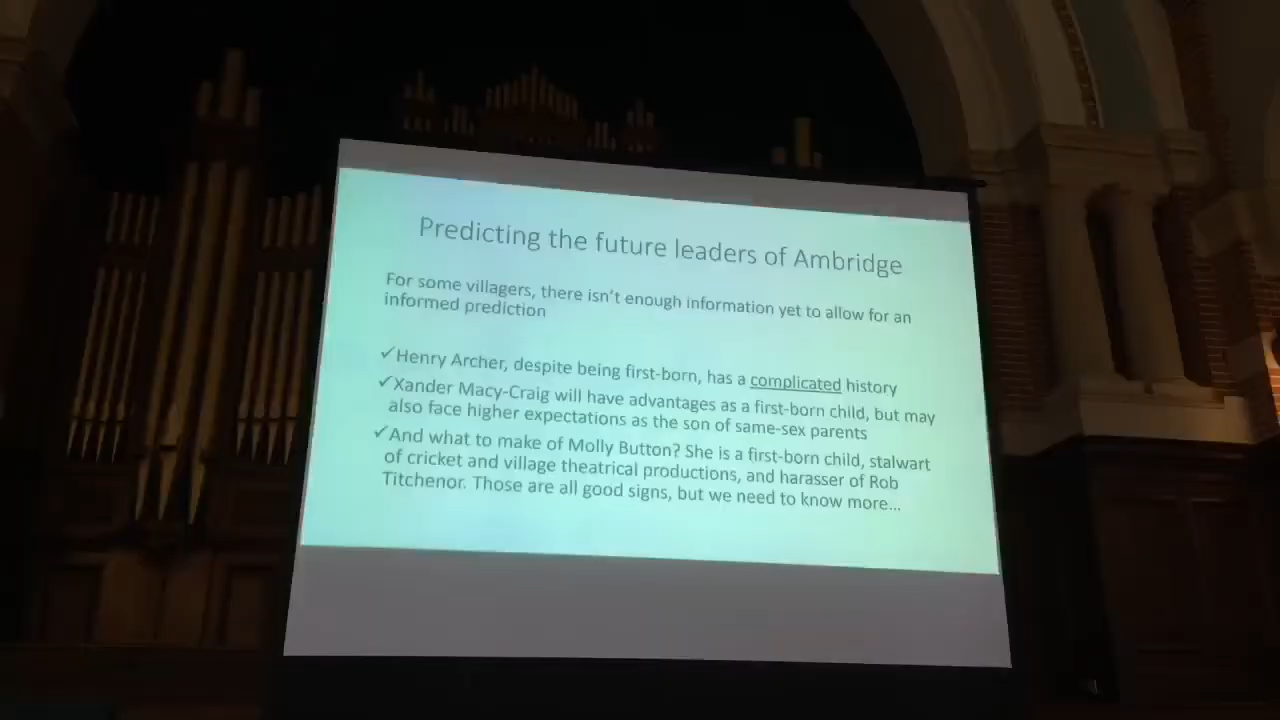 Predicting the future leaders of Ambridge
For some villagers, there isn't enough information yet to allow for an
informed prediction
✓Henry Archer, despite being first-born, has a complicated history
✓Xander Macy-Craig will have advantages as a first-born child, but may
also face higher expectations as the son of same-sex parents
✓And what to make of Molly Button? She is a first-born child, stalwart
of cricket and village theatrical productions, and harasser of Rob
Titchenor. Those are all good signs, but we need to know more...